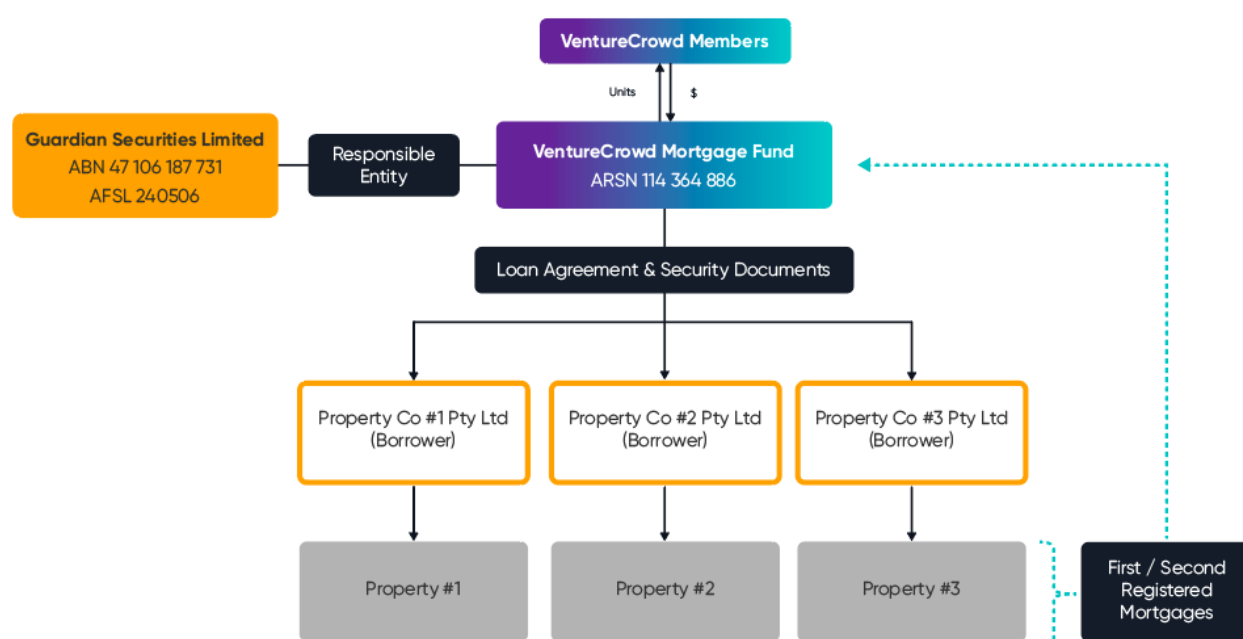 VentureCrowd Members
Units
$
Guardian Securities Limited
ABN 47 106 187 731
AFSL 240506
Responsible
Entity
VentureCrowd Mortgage Fund
ARSN 114 364 886
Loan Agreement & Security Documents
Property Co #1 Pty Ltd
(Borrower)
Property Co #2 Pty Ltd
(Borrower)
Property Co #3 Pty Ltd
(Borrower)
Property #1
Property #2
Property #3
First / Second
Registered
Mortgages